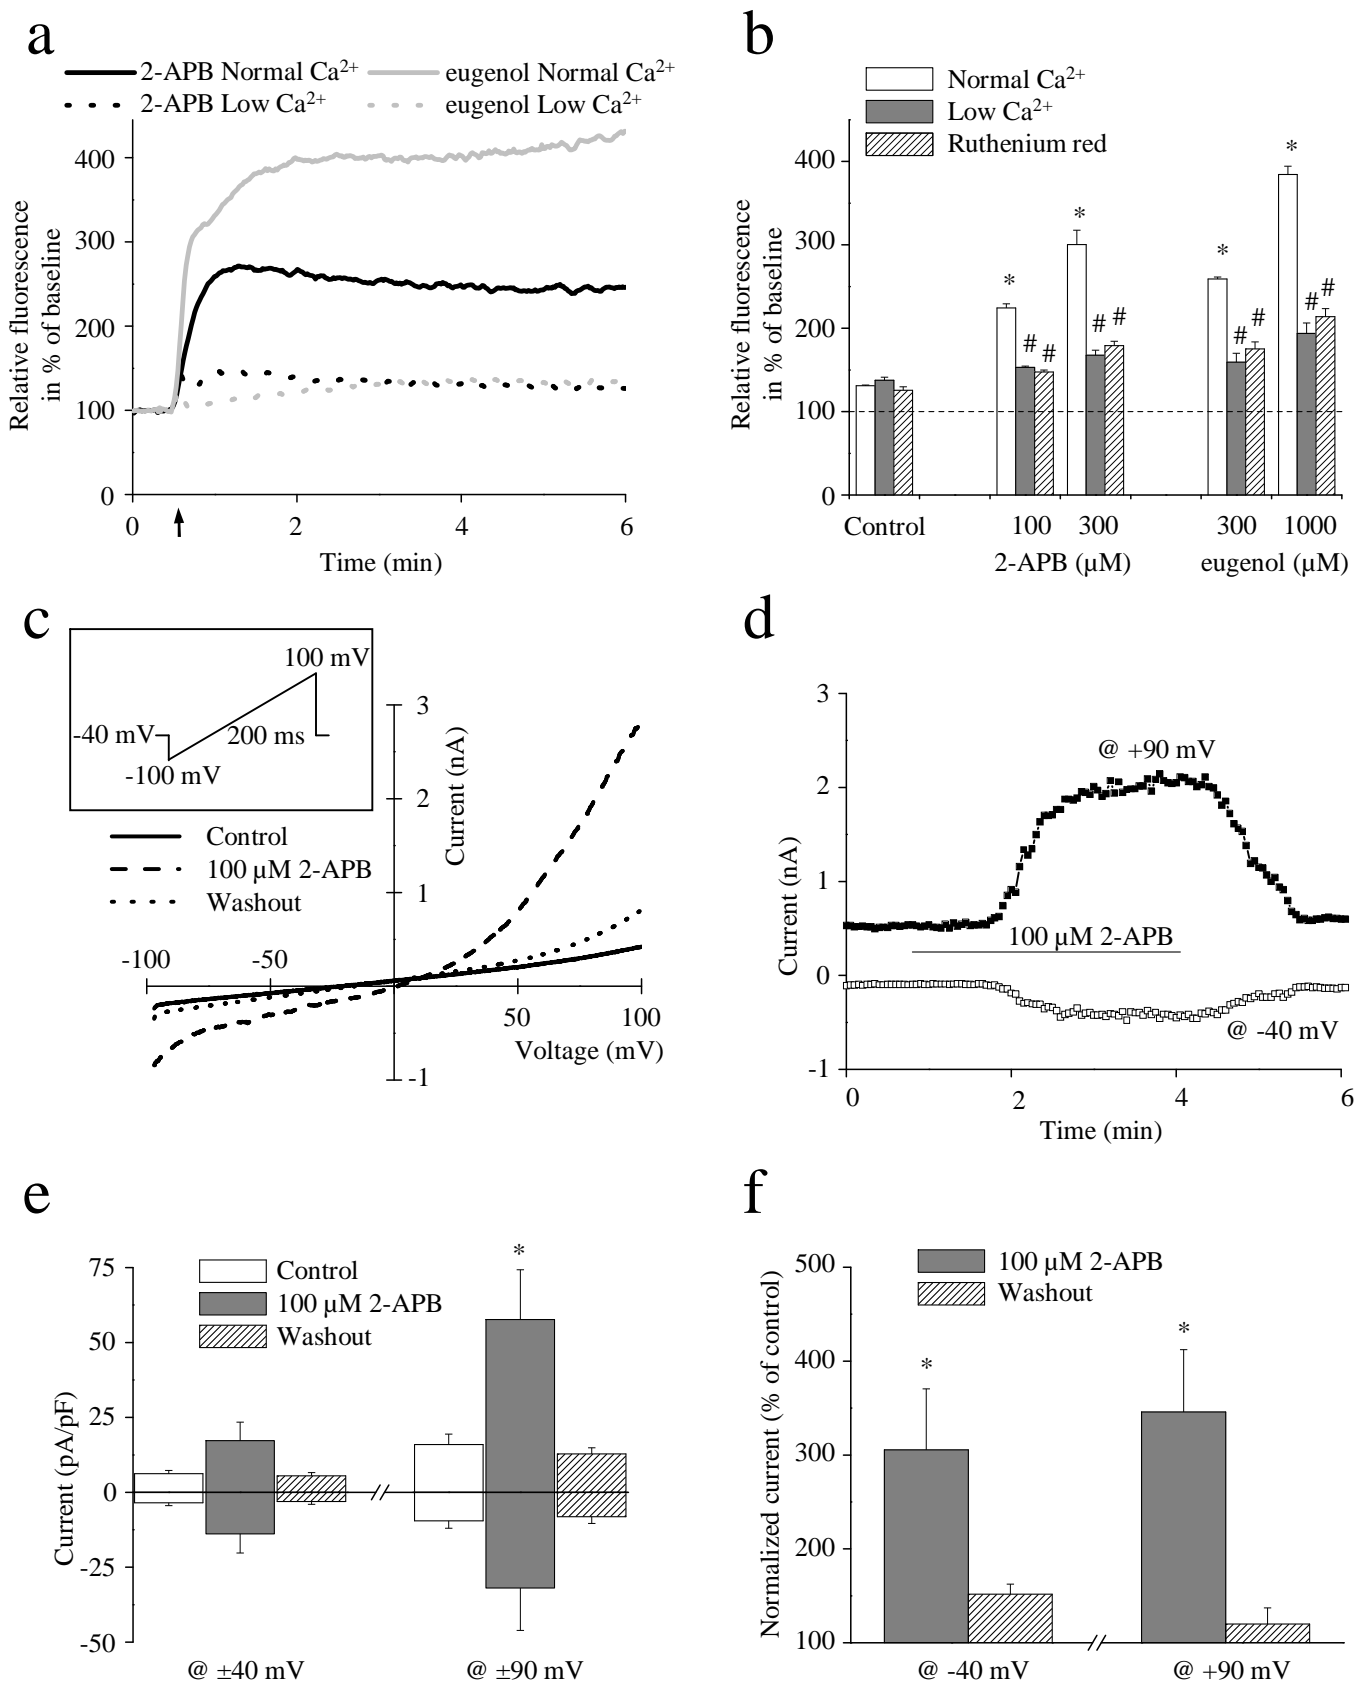 a
2-APB Normal Ca²⁺
eugenol Normal Ca²⁺
2-APB Low Ca²⁺
eugenol Low Ca²⁺
Relative fluorescence
in % of baseline
400
300
200
100
0
0 2 4 6
Time (min)
b
Normal Ca²⁺
Low Ca²⁺
Ruthenium red
Relative fluorescence
in % of baseline
400
300
200
100
0
* * * *
# # # # # # # #
Control 100 300 300 1000
2-APB (µM) eugenol (µM)
c
100 mV
-40 mV
200 ms
-100 mV
Control
100 µM 2-APB
Washout
Current (nA)
3
2
1
-1
-100 -50 50 100
Voltage (mV)
d
Current (nA)
3
2
1
0
-1
@ +90 mV
100 µM 2-APB
@ -40 mV
0 2 4 6
Time (min)
e
Control
100 µM 2-APB
Washout
*
Current (pA/pF)
75
50
25
0
-25
-50
@ ±40 mV @ ±90 mV
f
100 µM 2-APB
Washout
* *
Normalized current (% of control)
500
400
300
200
100
@ -40 mV @ +90 mV